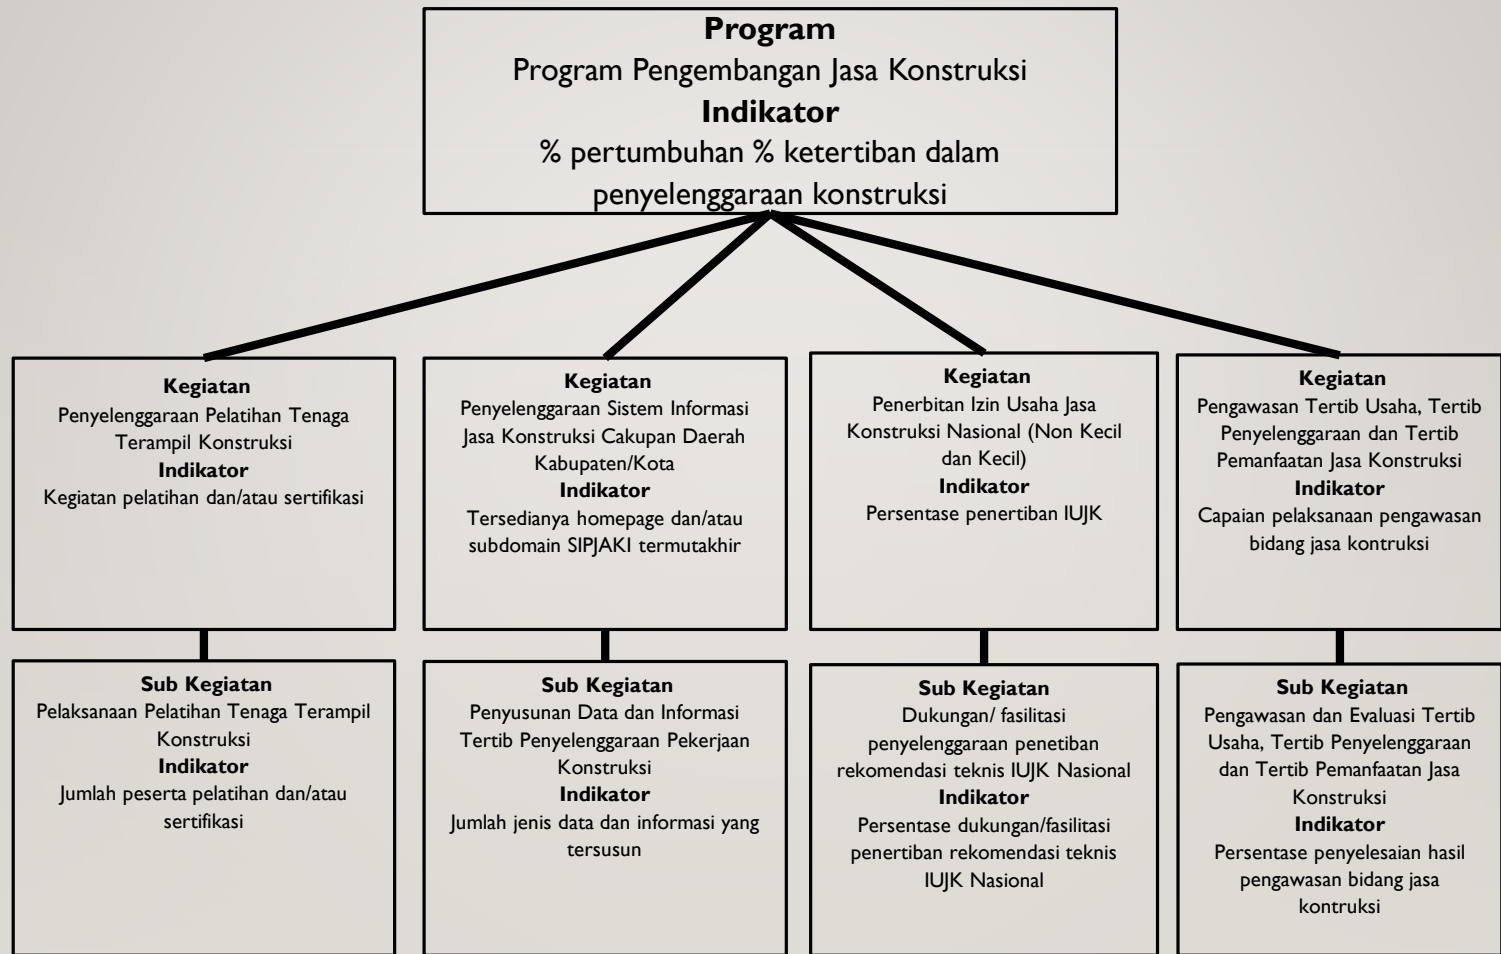 Program
Program Pengembangan Jasa Konstruksi
Indikator
% pertumbuhan % ketertiban dalam
penyelenggaraan konstruksi
Kegiatan
Penyelenggaraan Pelatihan Tenaga
Terampil Konstruksi
Indikator
Kegiatan pelatihan dan/atau sertifikasi
Kegiatan
Penyelenggaraan Sistem Informasi
Jasa Konstruksi Cakupan Daerah
Kabupaten/Kota
Indikator
Tersedianya homepage dan/atau
subdomain SIPJAKI termutakhir
Kegiatan
Penerbitan Izin Usaha Jasa
Konstruksi Nasional (Non Kecil
dan Kecil)
Indikator
Persentase penertiban IUJK
Kegiatan
Pengawasan Tertib Usaha, Tertib
Penyelenggaraan dan Tertib
Pemanfaatan Jasa Konstruksi
Indikator
Capaian pelaksanaan pengawasan
bidang jasa kontruksi
Sub Kegiatan
Pelaksanaan Pelatihan Tenaga Terampil
Konstruksi
Indikator
Jumlah peserta pelatihan dan/atau
sertifikasi
Sub Kegiatan
Penyusunan Data dan Informasi
Tertib Penyelenggaraan Pekerjaan
Konstruksi
Indikator
Jumlah jenis data dan informasi yang
tersusun
Sub Kegiatan
Dukungan/ fasilitasi
penyelenggaraan penetiban
rekomendasi teknis IUJK Nasional
Indikator
Persentase dukungan/fasilitasi
penertiban rekomendasi teknis
IUJK Nasional
Sub Kegiatan
Pengawasan dan Evaluasi Tertib
Usaha, Tertib Penyelenggaraan
dan Tertib Pemanfaatan Jasa
Konstruksi
Indikator
Persentase penyelesaian hasil
pengawasan bidang jasa
kontruksi